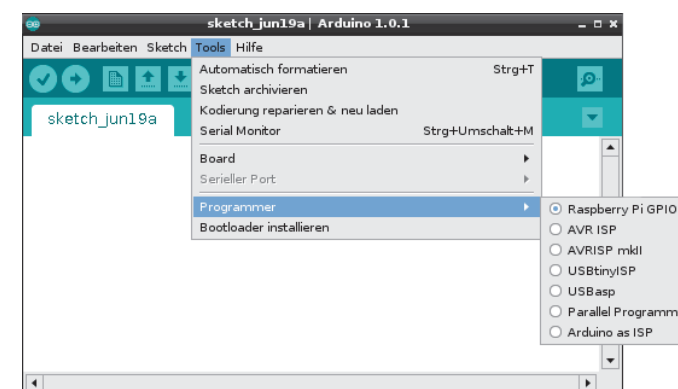 sketch_jun19a | Arduino 1.0.1
Datei Bearbeiten Sketch Tools Hilfe
sketch_jun19a
Automatisch formatieren Strg+T
Sketch archivieren
Kodierung reparieren & neu laden
Serial Monitor Strg+Umschalt+M
Board
Serieller Port
Programmer
Bootloader installieren
Raspberry Pi GPIO
AVR ISP
AVRISP mkII
USBtinyISP
USBasp
Parallel Programm
Arduino as ISP